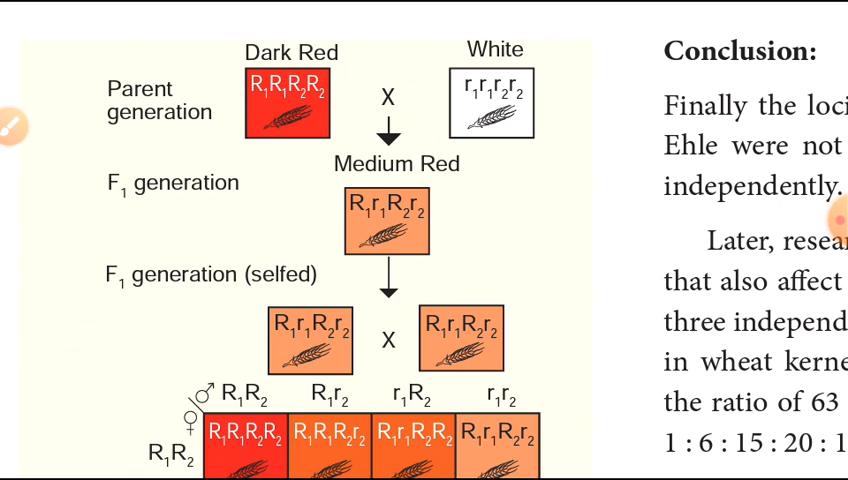 Dark Red
White
Parent generation
R₁R₁R₂R₂
X
r₁r₁r₂r₂
Medium Red
F₁ generation
R₁r₁R₂r₂
F₁ generation (selfed)
R₁r₁R₂r₂
X
R₁r₁R₂r₂
♂ R₁R₂ R₁r₂ r₁R₂ r₁r₂
♀
R₁R₂
R₁R₁R₂R₂ R₁R₁R₂r₂ R₁r₁R₂R₂ R₁r₁R₂r₂
Conclusion:
Finally the loci
Ehle were not
independently.
Later, resear
that also affect
three independ
in wheat kerne
the ratio of 63
1 : 6 : 15 : 20 : 1